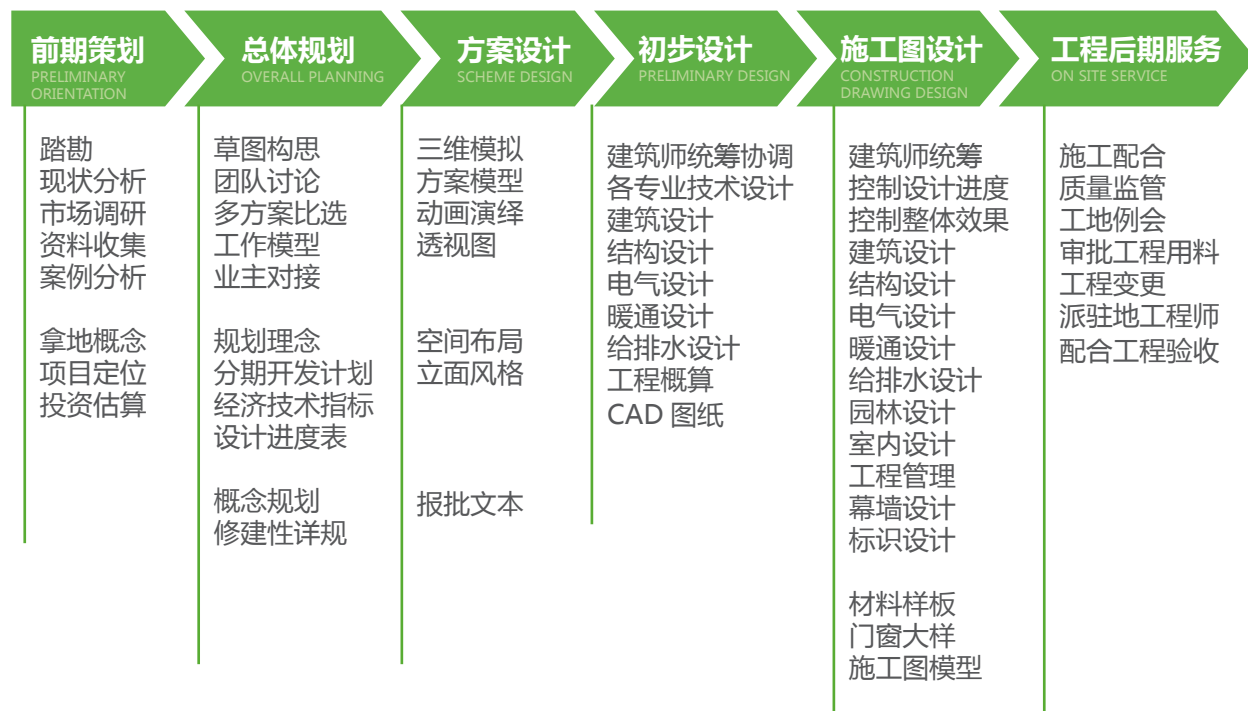 前期策划
PRELIMINARY
ORIENTATION
踏勘
现状分析
市场调研
资料收集
案例分析
拿地概念
项目定位
投资估算
总体规划
OVERALL PLANNING
草图构思
团队讨论
多方案比选
工作模型
业主对接
规划理念
分期开发计划
经济技术指标
设计进度表
概念规划
修建性详规
方案设计
SCHEME DESIGN
三维模拟
方案模型
动画演绎
透视图
空间布局
立面风格
报批文本
初步设计
PRELIMINARY DESIGN
建筑师统筹协调
各专业技术设计
建筑设计
结构设计
电气设计
暖通设计
给排水设计
工程概算
CAD 图纸
施工图设计
CONSTRUCTION
DRAWING DESIGN
建筑师统筹
控制设计进度
控制整体效果
建筑设计
结构设计
电气设计
暖通设计
给排水设计
园林设计
室内设计
工程管理
幕墙设计
标识设计
材料样板
门窗大样
施工图模型
工程后期服务
ON SITE SERVICE
施工配合
质量监管
工地例会
审批工程用料
工程变更
派驻地工程师
配合工程验收